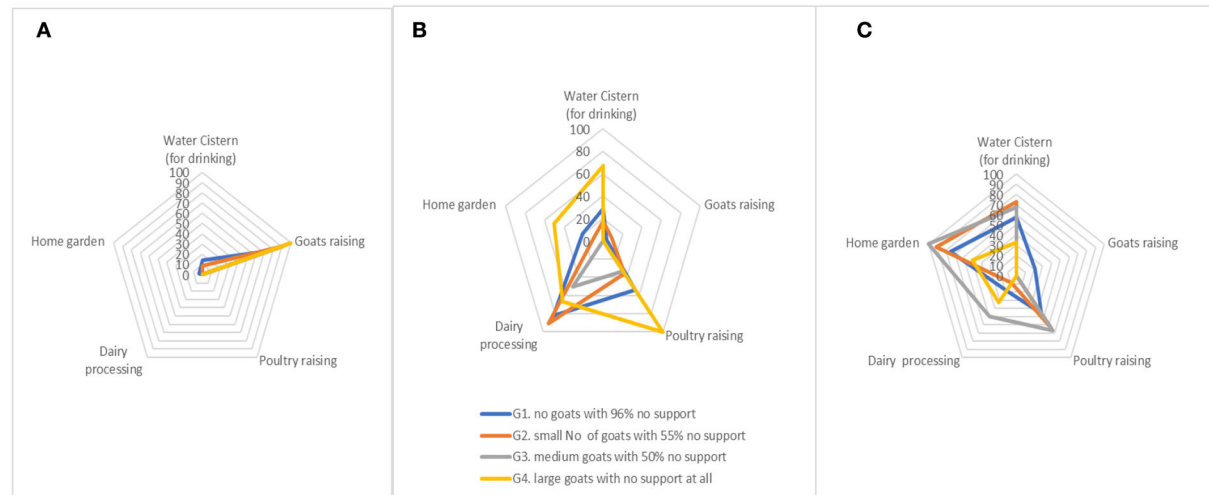 A
Water Cistern
(for drinking)
100
90
80
70
60
50
40
30
20
10
0
Goats raising
Poultry raising
Dairy
processing
Home garden
B
Water Cistern
(for drinking)
100
80
60
40
20
0
Goats raising
Poultry raising
Dairy
processing
Home garden
G1. no goats with 96% no support
G2. small No of goats with 55% no support
G3. medium goats with 50% no support
G4. large goats with no support at all
C
Water Cistern
(for drinking)
100
90
80
70
60
50
40
30
20
10
0
Goats raising
Poultry raising
Dairy processing
Home garden